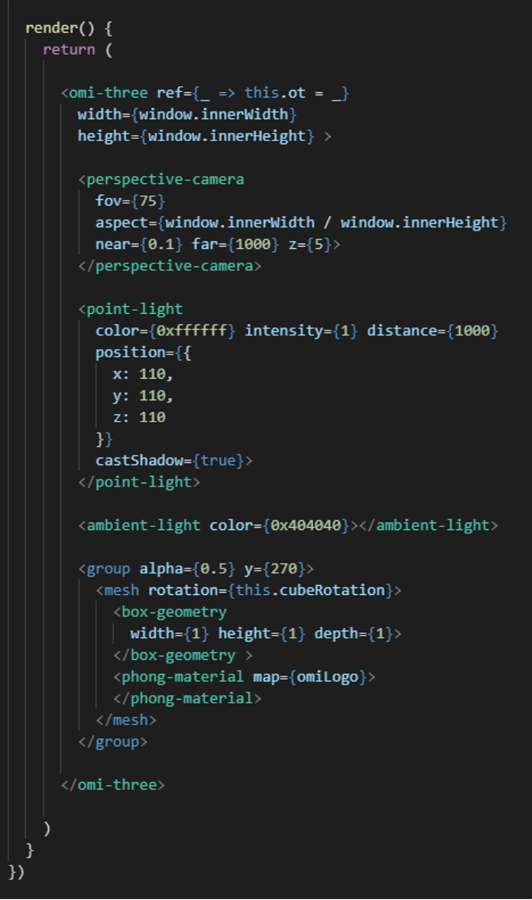 render() {
return (
<omi-three ref={_ => this.ot = _}
width={window.innerWidth}
height={window.innerHeight} >
<perspective-camera
fov={75}
aspect={window.innerWidth / window.innerHeight}
near={0.1} far={1000} z={5}>
</perspective-camera>
<point-light
color={0xffffff} intensity={1} distance={1000}
position={{
x: 110,
y: 110,
z: 110
}}
castShadow={true}>
</point-light>
<ambient-light color={0x404040}></ambient-light>
<group alpha={0.5} y={270}>
<mesh rotation={this.cubeRotation}>
<box-geometry
width={1} height={1} depth={1}>
</box-geometry >
<phong-material map={omiLogo}>
</phong-material>
</mesh>
</group>
</omi-three>
)
}
})